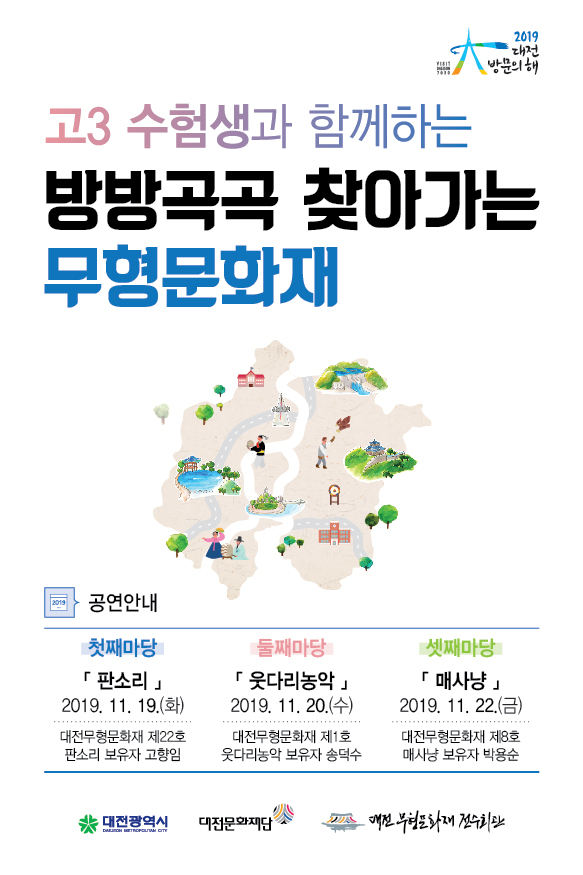 2019
대전
방문의 해
VISIT
DAEJEON
고3 수험생과 함께하는
방방곡곡 찾아가는
무형문화재
2019
공연안내
첫째마당
「 판소리 」
2019. 11. 19.(화)
대전무형문화재 제22호
판소리 보유자 고향임
둘째마당
「 웃다리농악 」
2019. 11. 20.(수)
대전무형문화재 제1호
웃다리농악 보유자 송덕수
셋째마당
「 매사냥 」
2019. 11. 22.(금)
대전무형문화재 제8호
매사냥 보유자 박용순
대전광역시
DAEJEON METROPOLITAN CITY
대전문화재단
대전 무형문화재 전수회관